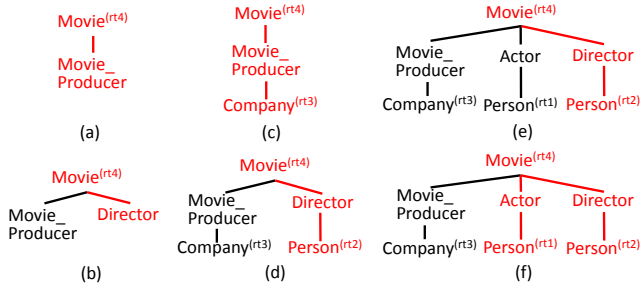 Movie(rt4)
Movie_
Producer
(a)
Movie(rt4)
Movie_
Producer
Company(rt3)
(c)
Movie(rt4)
Movie_
Producer
Actor
Director
Company(rt3)
Person(rt1)
Person(rt2)
(e)
Movie(rt4)
Movie_
Producer
Director
(b)
Movie(rt4)
Movie_
Producer
Director
Company(rt3)
Person(rt2)
(d)
Movie(rt4)
Movie_
Producer
Actor
Director
Company(rt3)
Person(rt1)
Person(rt2)
(f)